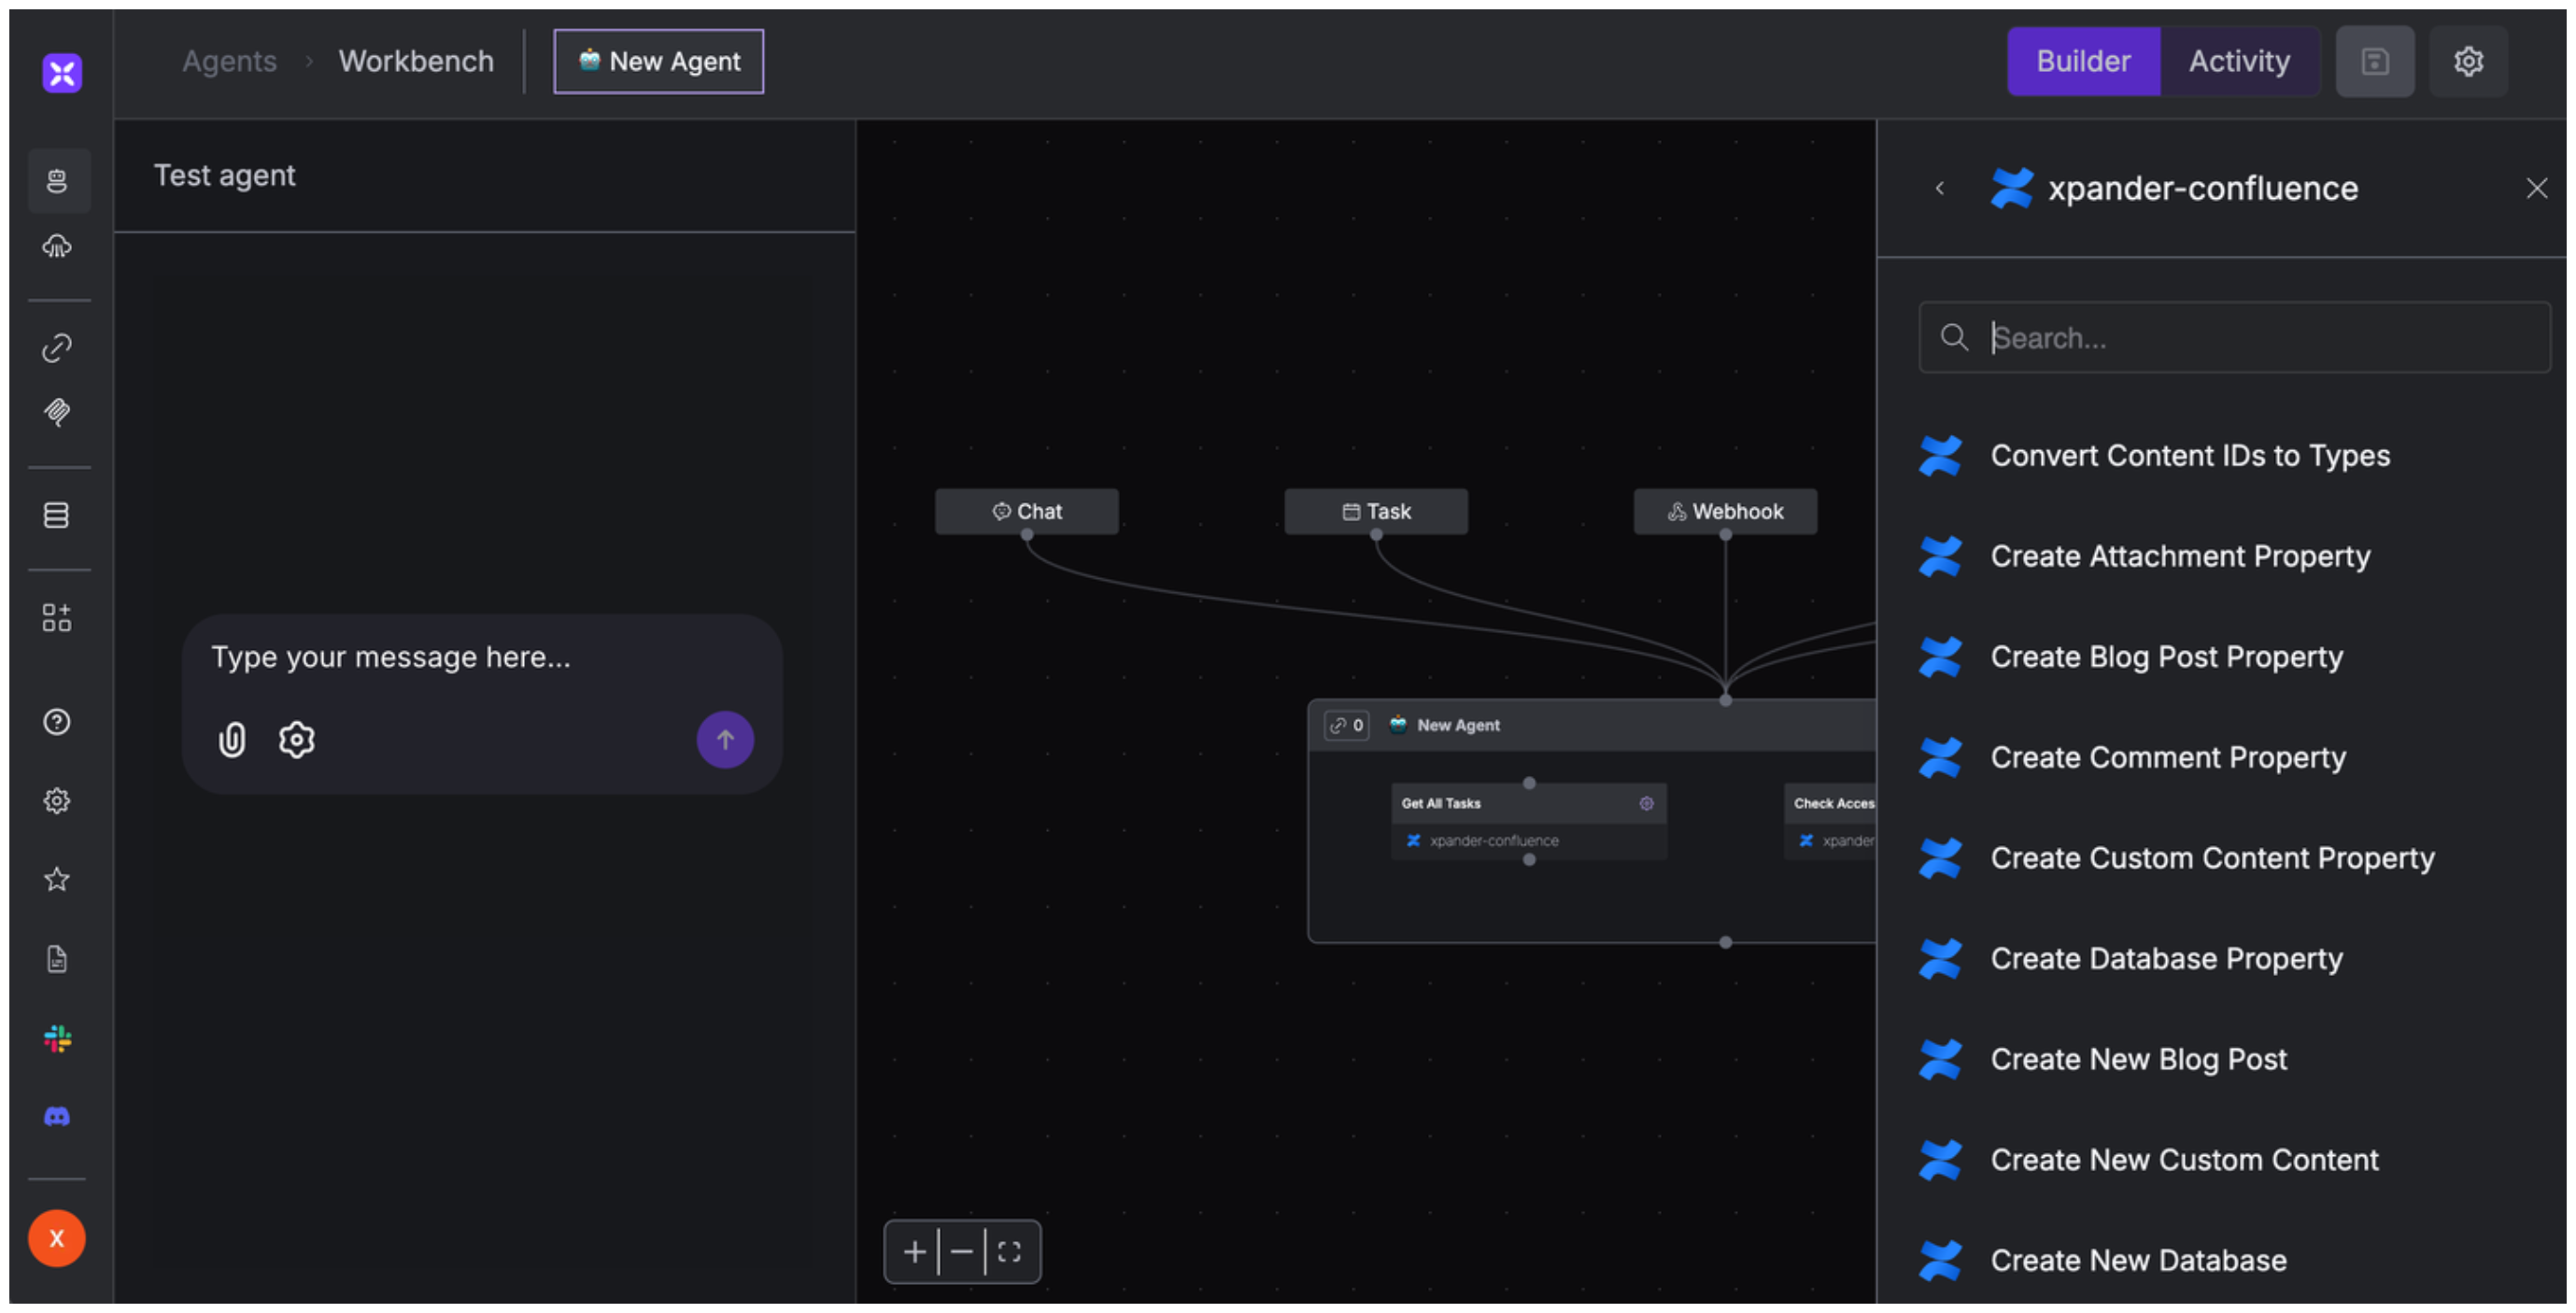 Agents › Workbench
New Agent
Builder
Activity
Test agent
Type your message here...
Chat
Task
Webhook
0
New Agent
Get All Tasks
xpander-confluence
Check Acces
xpander
xpander-confluence
Search...
Convert Content IDs to Types
Create Attachment Property
Create Blog Post Property
Create Comment Property
Create Custom Content Property
Create Database Property
Create New Blog Post
Create New Custom Content
Create New Database
X